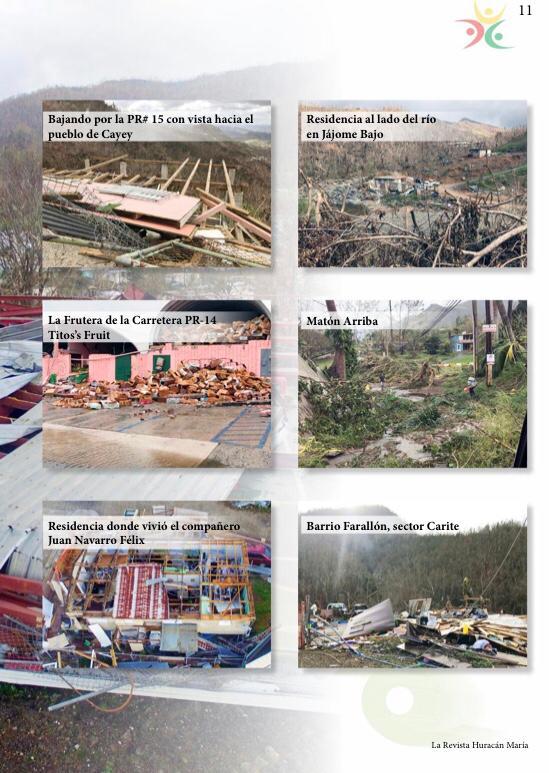 11
Bajando por la PR# 15 con vista hacia el
pueblo de Cayey
Residencia al lado del río
en Jájome Bajo
La Frutera de la Carretera PR-14
Titos's Fruit
Matón Arriba
Residencia donde vivió el compañero
Juan Navarro Félix
Barrio Farallón, sector Carite
La Revista Huracán María